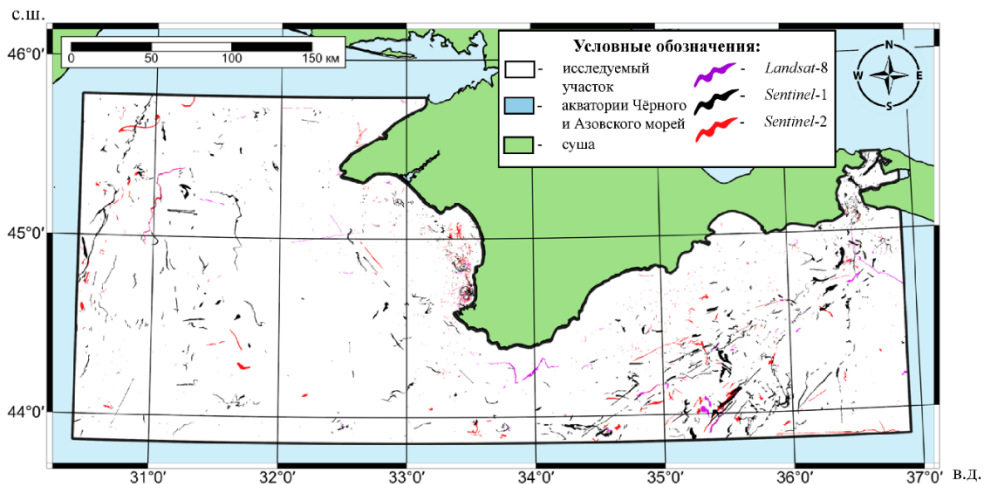 с.ш.
46°0′
45°0′
44°0′
0 50 100 150 км
Условные обозначения:
- исследуемый
участок
- акватории Чёрного
и Азовского морей
- суша
- Landsat-8
- Sentinel-1
- Sentinel-2
N
W E
S
31°0′ 32°0′ 33°0′ 34°0′ 35°0′ 36°0′ 37°0′ в.д.